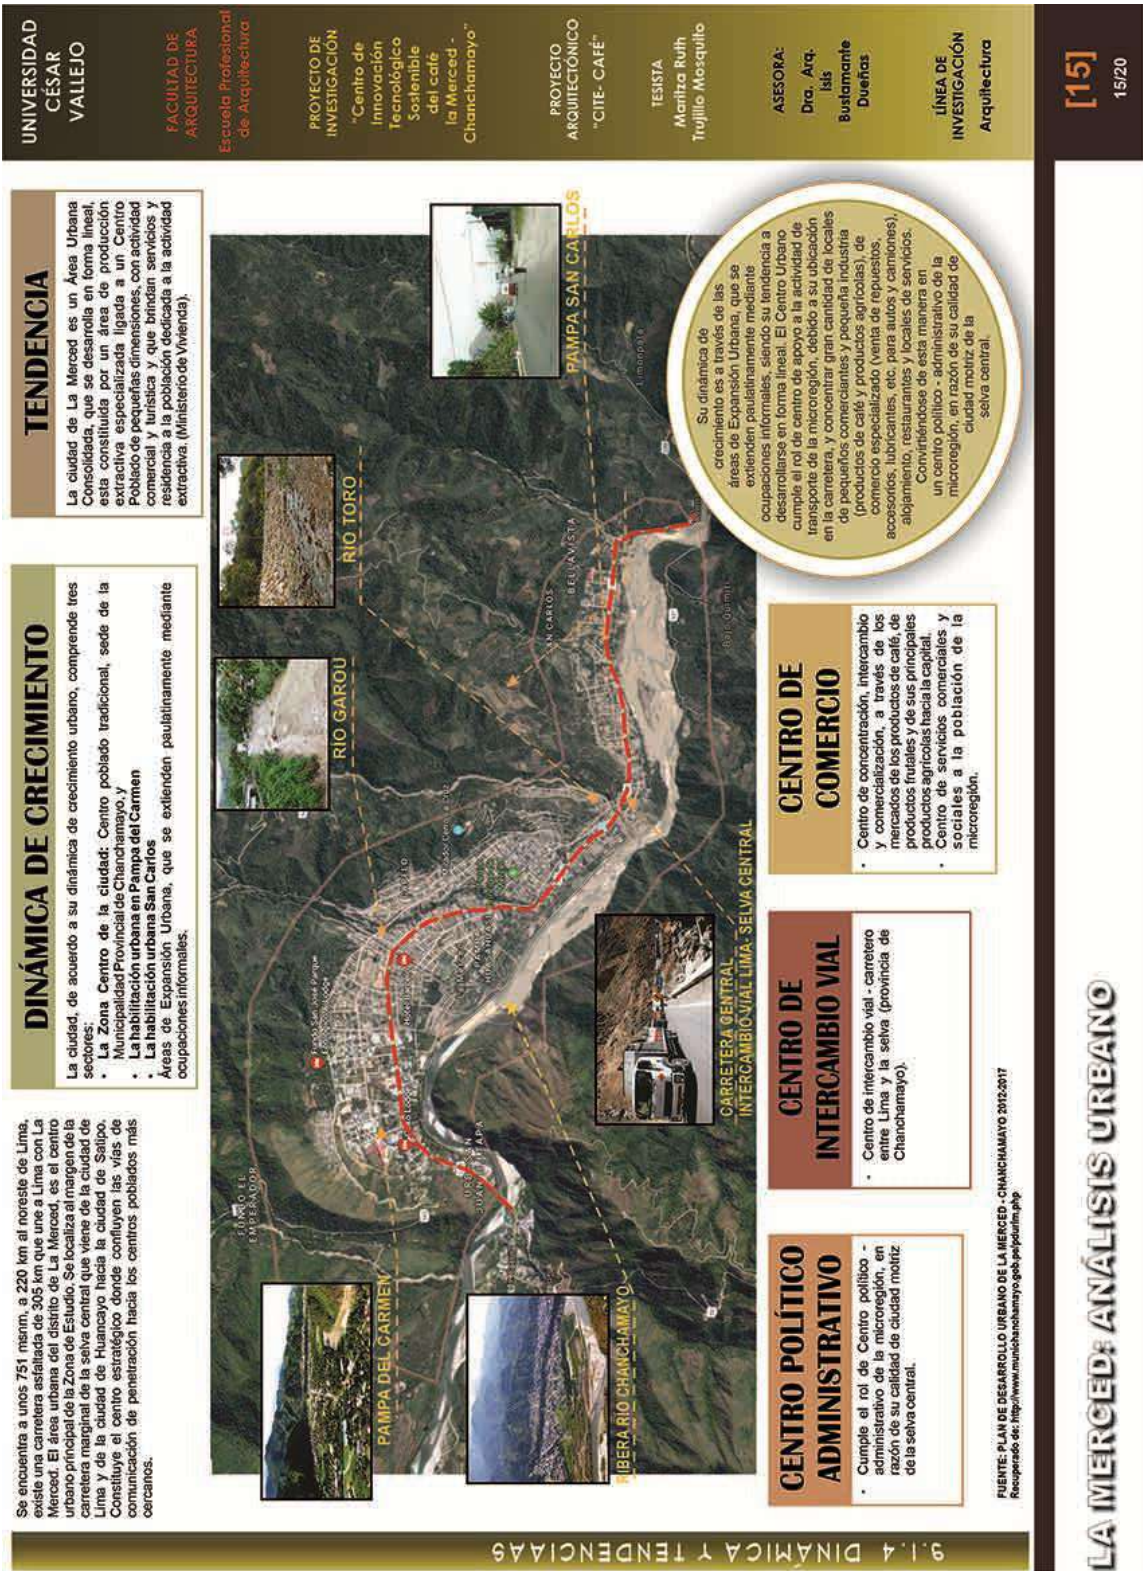 9.1.4 DINÁMICA Y TENDENCIAAS
Se encuentra a unos 751 msnm, a 220 km al noreste de Lima,
existe una carretera asfaltada de 305 km que une a Lima con La
Merced. El área urbana del distrito de La Merced, es el centro
urbano principal de la Zona de Estudio. Se localiza al margen de la
carretera marginal de la selva central que viene de la ciudad de
Lima y de la ciudad de Huancayo hacia la ciudad de Satipo.
Constituye el centro estratégico donde confluyen las vías de
comunicación de penetración hacia los centros poblados más
cercanos.
DINÁMICA DE CRECIMIENTO
La ciudad, de acuerdo a su dinámica de crecimiento urbano, comprende tres
sectores:
• La Zona Centro de la ciudad: Centro poblado tradicional, sede de la
Municipalidad Provincial de Chanchamayo, y
• La habilitación urbana en Pampa del Carmen
• La habilitación urbana San Carlos
Áreas de Expansión Urbana, que se extienden paulatinamente mediante
ocupaciones informales.
TENDENCIA
La ciudad de La Merced es un Área Urbana
Consolidada, que se desarrolla en forma lineal,
esta constituida por un área de producción
extractiva especializada ligada a un Centro
Poblado de pequeñas dimensiones, con actividad
comercial y turística y que brindan servicios y
residencia a la población dedicada a la actividad
extractiva. (Ministerio de Vivienda).
PAMPA DEL CARMEN
RIO GAROU
RIO TORO
PAMPA SAN CARLOS
RIBERA RIO CHANCHAMAYO
CARRETERA CENTRAL
INTERCAMBIO VIAL LIMA- SELVA CENTRAL
FUNDO EL
EMPERADOR
BELLAVISTA
CENTRO POLÍTICO
ADMINISTRATIVO
• Cumple el rol de Centro político -
administrativo de la microregión, en
razón de su calidad de ciudad motriz
de la selva central.
CENTRO DE
INTERCAMBIO VIAL
• Centro de intercambio vial - carretero
entre Lima y la selva (provincia de
Chanchamayo).
CENTRO DE
COMERCIO
• Centro de concentración, intercambio
y comercialización, a través de los
mercados de los productos de café, de
productos frutales y de sus principales
productos agrícolas hacia la capital.
• Centro de servicios comerciales y
sociales a la población de la
microregión.
Su dinámica de
crecimiento es a través de las
áreas de Expansión Urbana, que se
extienden paulatinamente mediante
ocupaciones informales, siendo su tendencia a
desarrollarse en forma lineal. El Centro Urbano
cumple el rol de centro de apoyo a la actividad de
transporte de la microregión, debido a su ubicación
en la carretera, y concentrar gran cantidad de locales
de pequeños comerciantes y pequeña industria
(productos de café y productos agrícolas), de
comercio especializado (venta de repuestos,
accesorios, lubricantes, etc. para autos y camiones),
alojamiento, restaurantes y locales de servicios.
Convirtiéndose de esta manera en
un centro político - administrativo de la
microregión, en razón de su calidad de
ciudad motriz de la
selva central.
FUENTE: PLAN DE DESARROLLO URBANO DE LA MERCED - CHANCHAMAYO 2012-2017
Recuperado de: http://www.munichanchamayo.gob.pe/pdurlm.php
UNIVERSIDAD
CÉSAR
VALLEJO
FACULTAD DE
ARQUITECTURA
Escuela Profesional
de Arquitectura
PROYECTO DE
INVESTIGACIÓN
"Centro de
Innovación
Tecnológico
Sostenible
del café
la Merced -
Chanchamayo"
PROYECTO
ARQUITECTÓNICO
"CITE- CAFÉ"
TESISTA
Maritza Ruth
Trujillo Mosquito
ASESORA:
Dra. Arq.
Isis
Bustamante
Dueñas
LÍNEA DE
INVESTIGACIÓN
Arquitectura
[15]
15/20
LA MERCED: ANÁLISIS URBANO